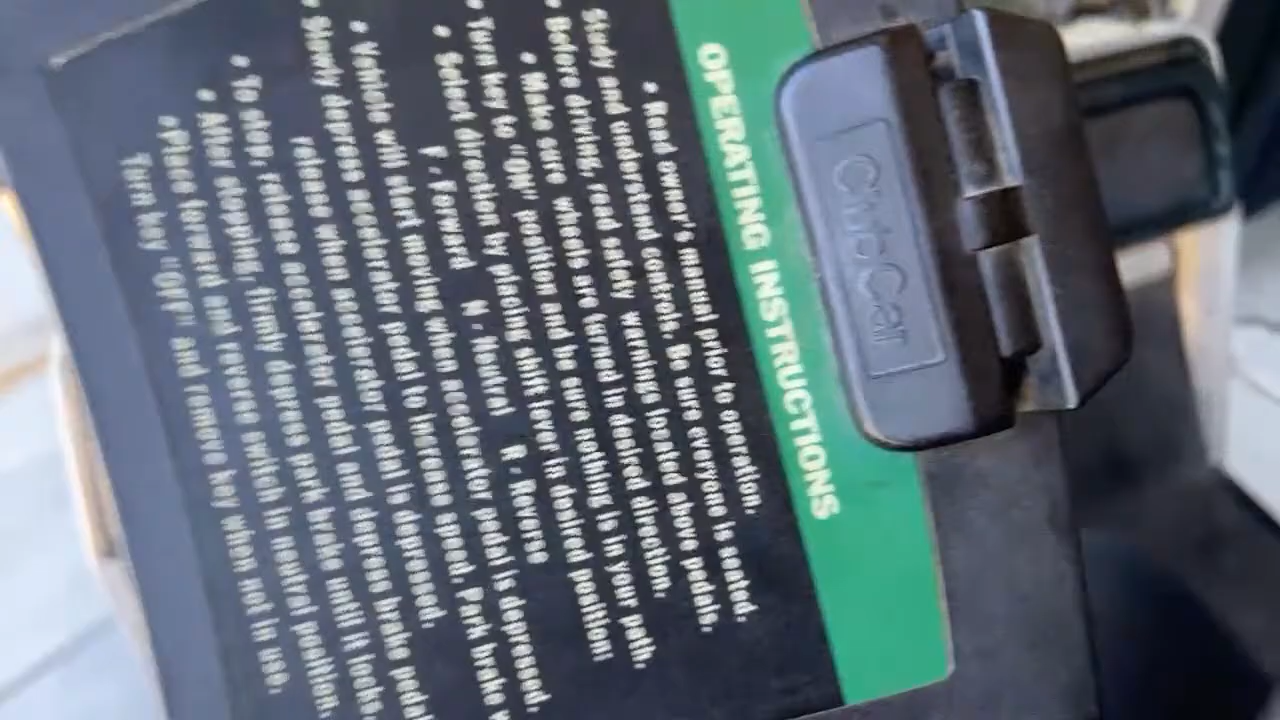 Club Car
OPERATING INSTRUCTIONS
• Read owner's manual prior to operation.
Study and understand controls. Be sure everyone is seated.
• Before driving, read safety warnings located above pedals.
• Make sure wheels are turned in desired direction.
• Turn key to "ON" position and be sure nothing is in your path.
• Select direction by placing shift lever in desired position:
F - Forward N - Neutral R - Reverse
• Vehicle will start moving when accelerator pedal is depressed.
• Slowly depress accelerator pedal to increase speed. Park brake
release when accelerator pedal is depressed.
• To stop, release accelerator pedal and depress brake pedal
• After stopping, firmly depress park brake until it locks.
• Place forward and reverse switch in neutral position.
Turn key "OFF" and remove key when not in use.